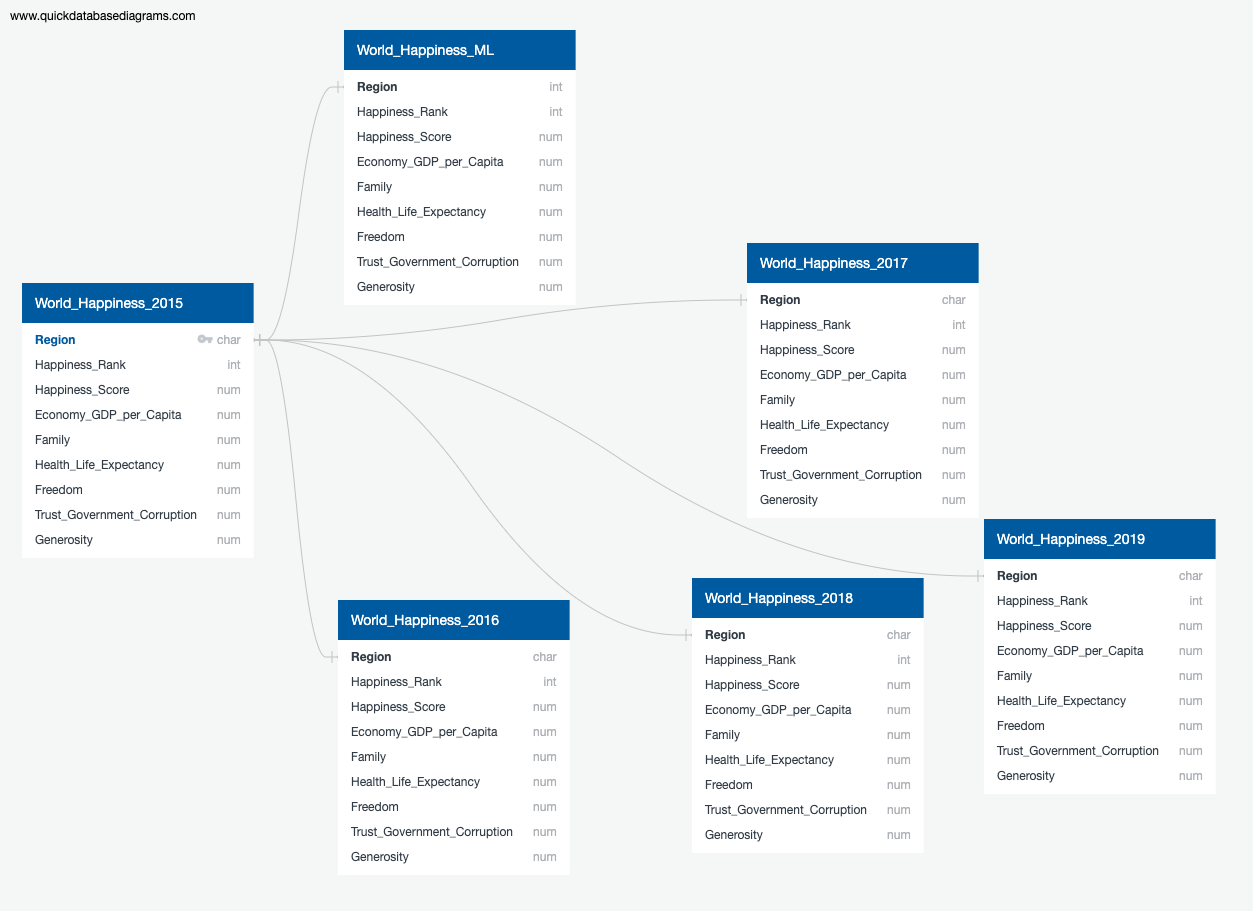 www.quickdatabasediagrams.com
World_Happiness_ML
Region int
Happiness_Rank int
Happiness_Score num
Economy_GDP_per_Capita num
Family num
Health_Life_Expectancy num
Freedom num
Trust_Government_Corruption num
Generosity num
World_Happiness_2015
Region char
Happiness_Rank int
Happiness_Score num
Economy_GDP_per_Capita num
Family num
Health_Life_Expectancy num
Freedom num
Trust_Government_Corruption num
Generosity num
World_Happiness_2017
Region char
Happiness_Rank int
Happiness_Score num
Economy_GDP_per_Capita num
Family num
Health_Life_Expectancy num
Freedom num
Trust_Government_Corruption num
Generosity num
World_Happiness_2019
Region char
Happiness_Rank int
Happiness_Score num
Economy_GDP_per_Capita num
Family num
Health_Life_Expectancy num
Freedom num
Trust_Government_Corruption num
Generosity num
World_Happiness_2016
Region char
Happiness_Rank int
Happiness_Score num
Economy_GDP_per_Capita num
Family num
Health_Life_Expectancy num
Freedom num
Trust_Government_Corruption num
Generosity num
World_Happiness_2018
Region char
Happiness_Rank int
Happiness_Score num
Economy_GDP_per_Capita num
Family num
Health_Life_Expectancy num
Freedom num
Trust_Government_Corruption num
Generosity num